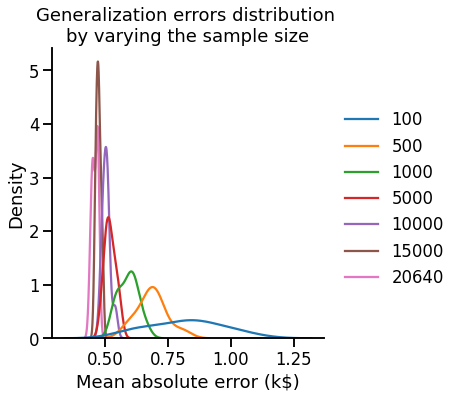 Generalization errors distribution
by varying the sample size
Density
5
4
3
2
1
0
0.50 0.75 1.00 1.25
Mean absolute error (k$)
100
500
1000
5000
10000
15000
20640